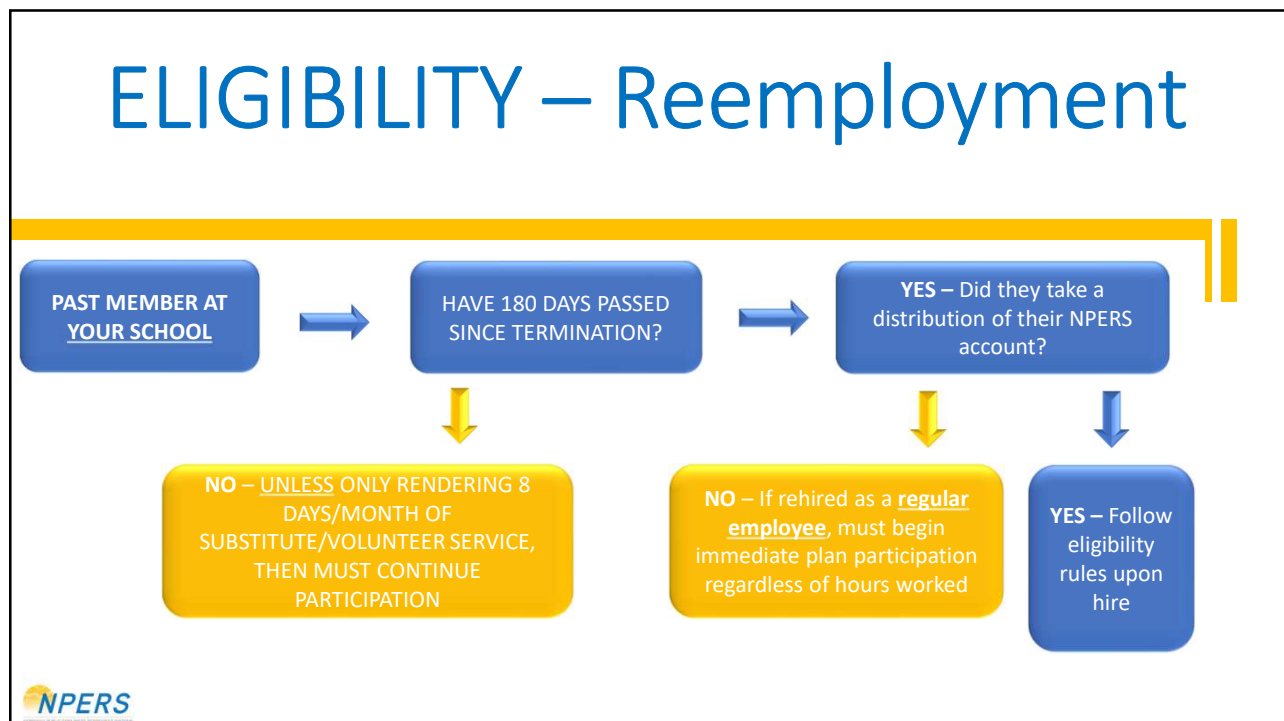 ELIGIBILITY – Reemployment
PAST MEMBER AT
YOUR SCHOOL
HAVE 180 DAYS PASSED
SINCE TERMINATION?
YES – Did they take a
distribution of their NPERS
account?
NO – UNLESS ONLY RENDERING 8
DAYS/MONTH OF
SUBSTITUTE/VOLUNTEER SERVICE,
THEN MUST CONTINUE
PARTICIPATION
NO – If rehired as a regular
employee, must begin
immediate plan participation
regardless of hours worked
YES – Follow
eligibility
rules upon
hire
NPERS